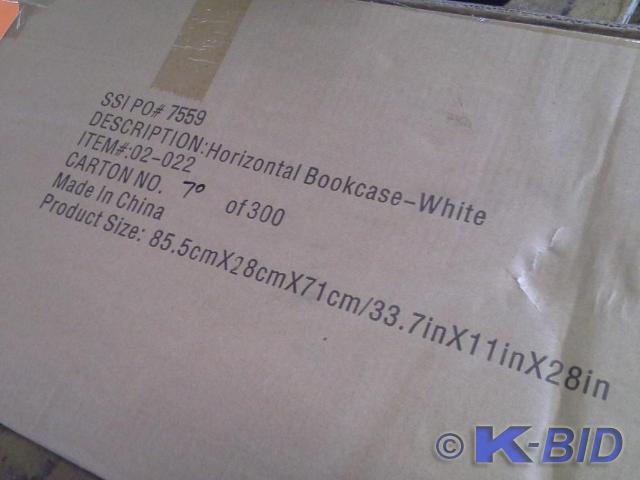 SSI PO# 7559
DESCRIPTION:Horizontal Bookcase-White
ITEM#:02-022
CARTON NO. 70 of 300
Made In China
Product Size: 85.5cmX28cmX71cm/33.7inX11inX28in
© K-BID